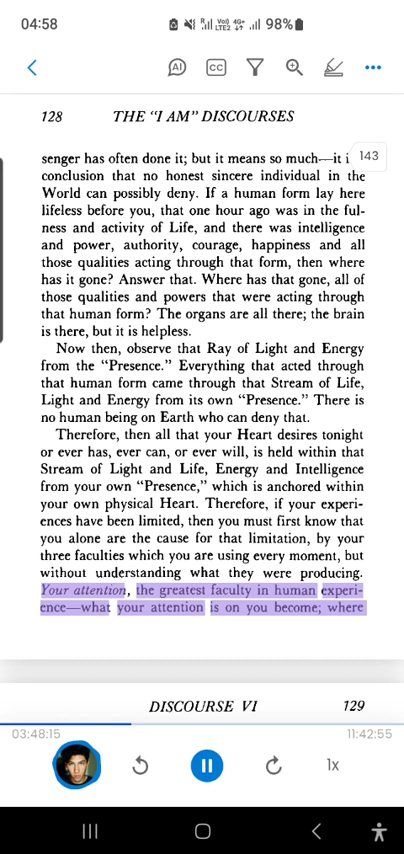 04:58
98%
AI
CC
128 THE "I AM" DISCOURSES
143
senger has often done it; but it means so much—it i
conclusion that no honest sincere individual in the
World can possibly deny. If a human form lay here
lifeless before you, that one hour ago was in the ful-
ness and activity of Life, and there was intelligence
and power, authority, courage, happiness and all
those qualities acting through that form, then where
has it gone? Answer that. Where has that gone, all of
those qualities and powers that were acting through
that human form? The organs are all there; the brain
is there, but it is helpless.
Now then, observe that Ray of Light and Energy
from the "Presence." Everything that acted through
that human form came through that Stream of Life,
Light and Energy from its own "Presence." There is
no human being on Earth who can deny that.
Therefore, then all that your Heart desires tonight
or ever has, ever can, or ever will, is held within that
Stream of Light and Life, Energy and Intelligence
from your own "Presence," which is anchored within
your own physical Heart. Therefore, if your experi-
ences have been limited, then you must first know that
you alone are the cause for that limitation, by your
three faculties which you are using every moment, but
without understanding what they were producing.
Your attention, the greatest faculty in human experi-
ence—what your attention is on you become; where
DISCOURSE VI 129
03:48:15 11:42:55
1x